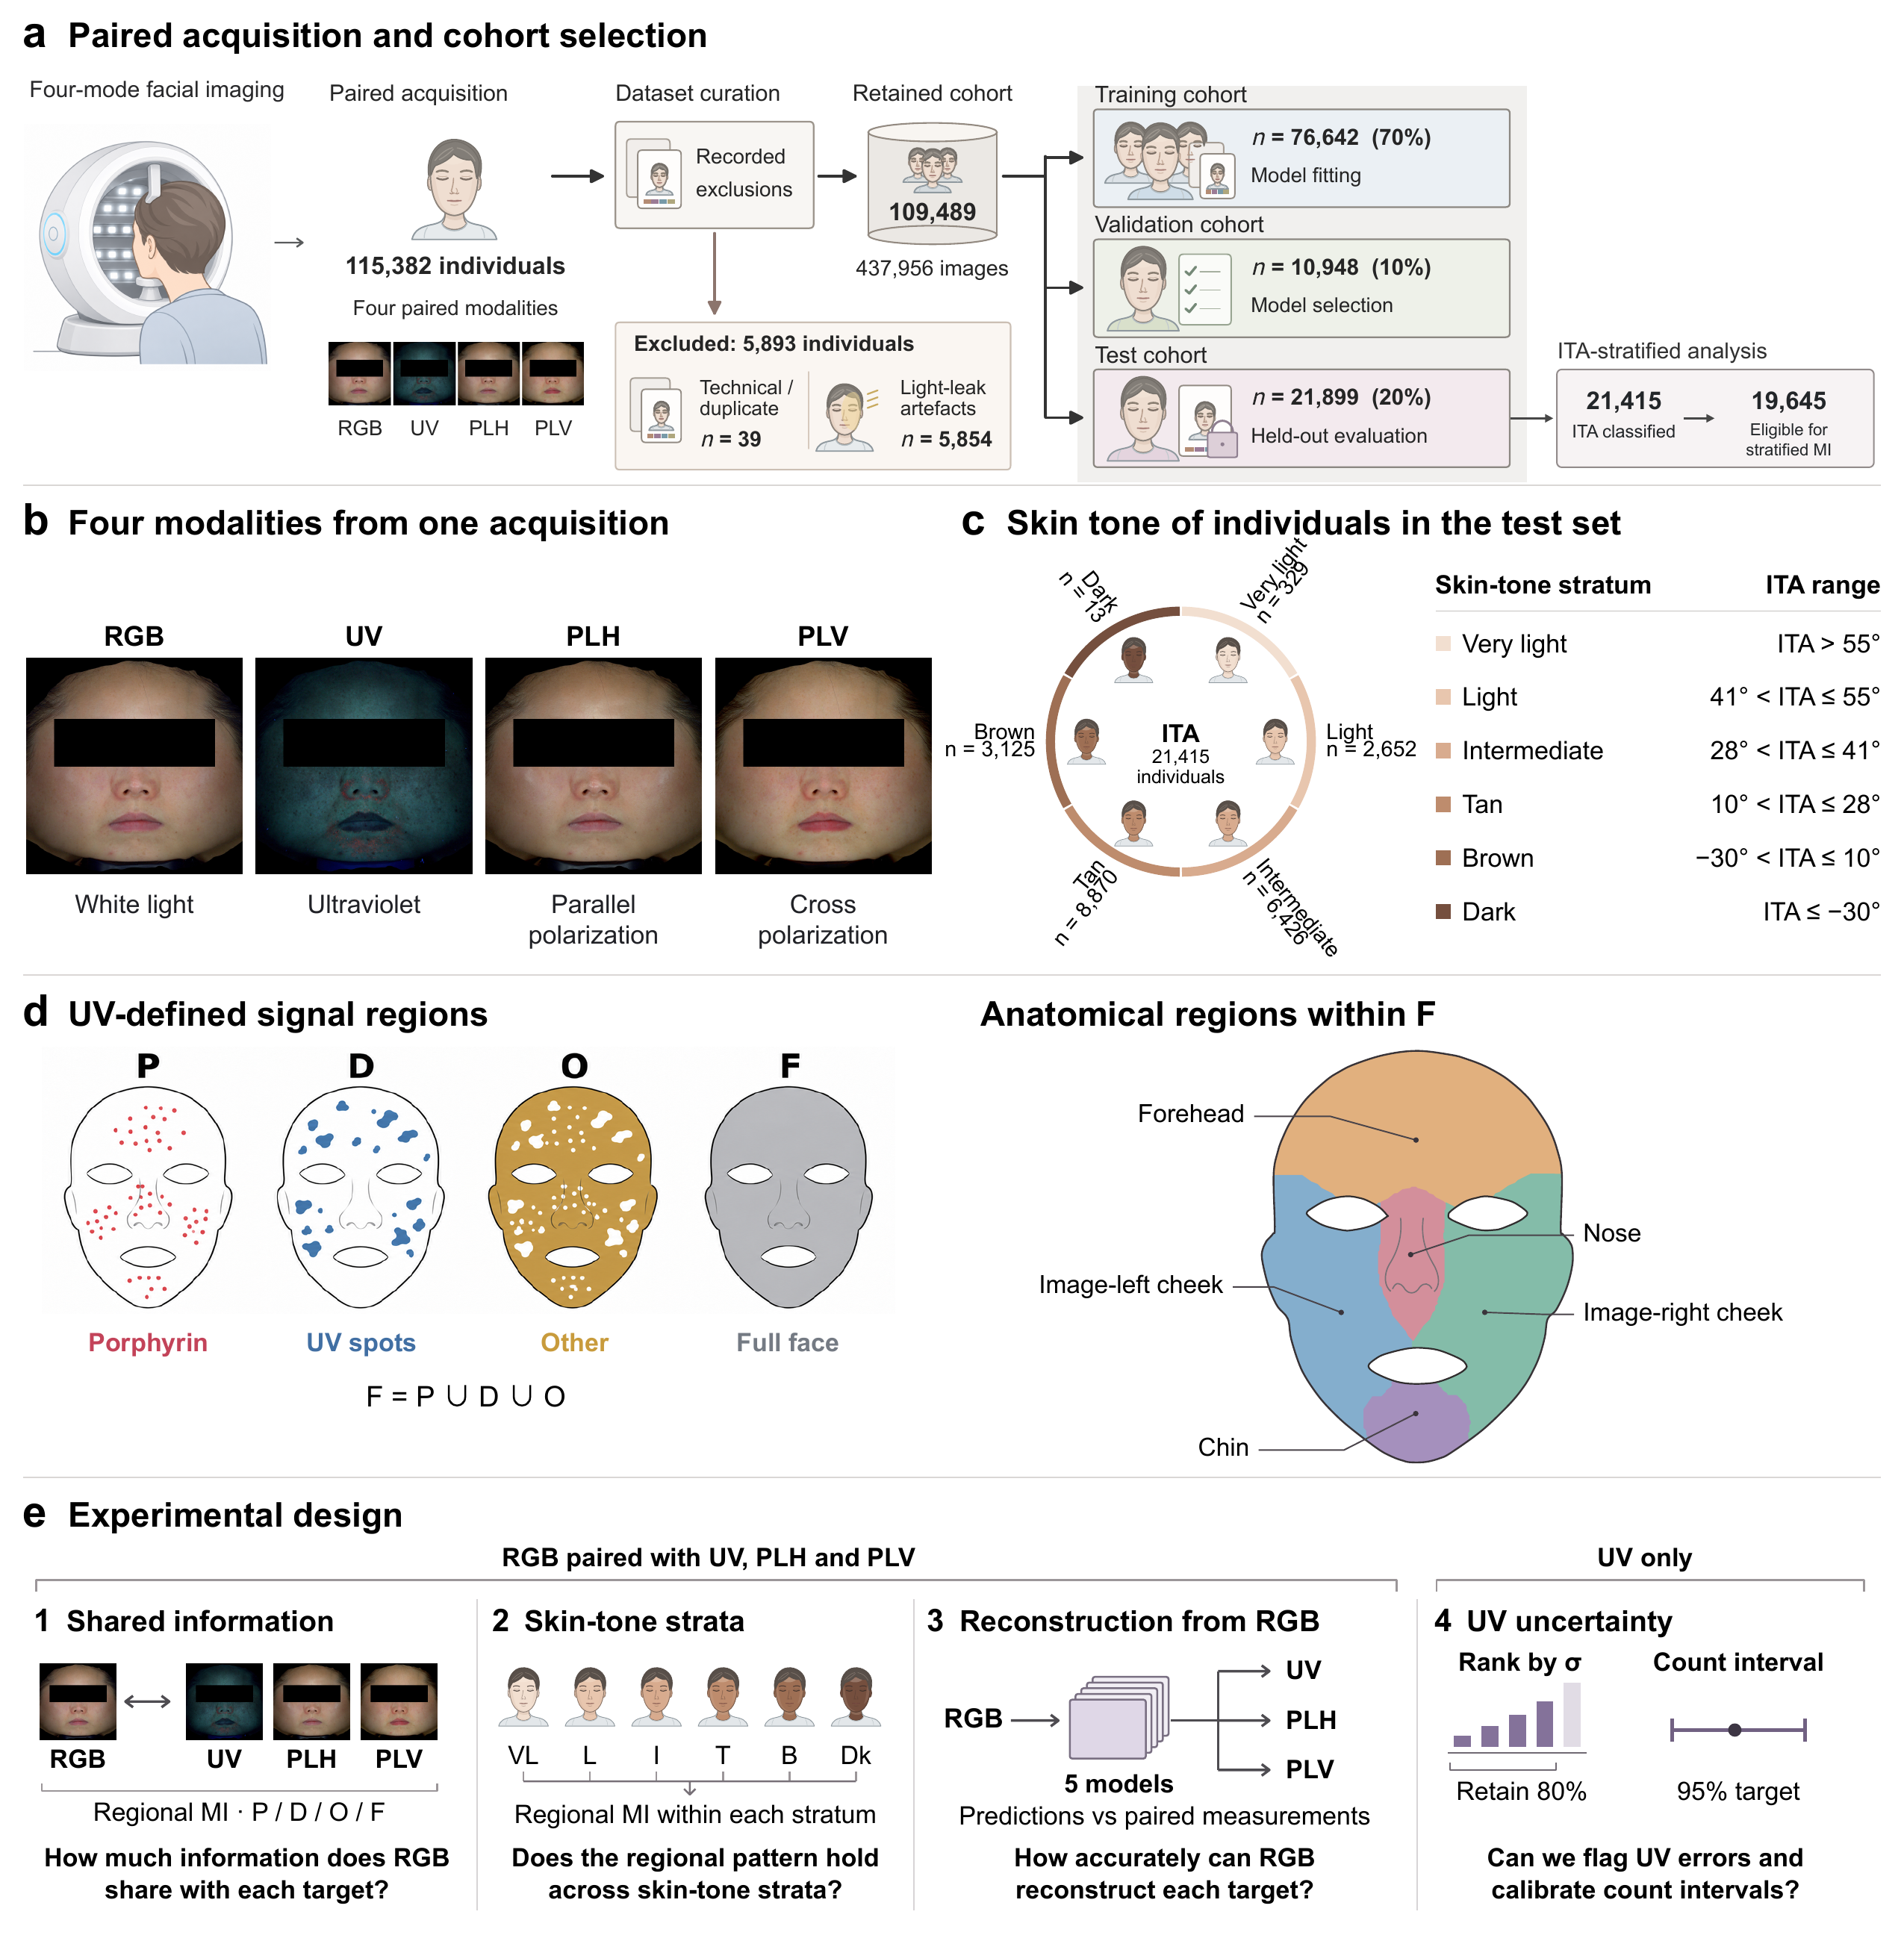 a Paired acquisition and cohort selection
Four-mode facial imaging
Paired acquisition
115,382 individuals
Four paired modalities
RGB UV PLH PLV
Dataset curation
Recorded
exclusions
Excluded: 5,893 individuals
Technical /
duplicate
n = 39
Light-leak
artefacts
n = 5,854
Retained cohort
109,489
437,956 images
Training cohort
n = 76,642 (70%)
Model fitting
Validation cohort
n = 10,948 (10%)
Model selection
Test cohort
n = 21,899 (20%)
Held-out evaluation
ITA-stratified analysis
21,415
ITA classified
19,645
Eligible for
stratified MI
b Four modalities from one acquisition
RGB UV PLH PLV
White light
Ultraviolet
Parallel
polarization
Cross
polarization
c Skin tone of individuals in the test set
Very light
n = 329
Light
n = 2,652
Intermediate
n = 6,426
Tan
n = 8,870
Brown
n = 3,125
Dark
n = 13
ITA
21,415
individuals
Skin-tone stratum ITA range
Very light ITA > 55°
Light 41° < ITA ≤ 55°
Intermediate 28° < ITA ≤ 41°
Tan 10° < ITA ≤ 28°
Brown −30° < ITA ≤ 10°
Dark ITA ≤ −30°
d UV-defined signal regions
P D O F
Porphyrin UV spots Other Full face
F = P ∪ D ∪ O
Anatomical regions within F
Forehead
Nose
Image-left cheek
Image-right cheek
Chin
e Experimental design
RGB paired with UV, PLH and PLV
UV only
1 Shared information
RGB UV PLH PLV
Regional MI · P / D / O / F
How much information does RGB
share with each target?
2 Skin-tone strata
VL L I T B Dk
Regional MI within each stratum
Does the regional pattern hold
across skin-tone strata?
3 Reconstruction from RGB
RGB
UV
PLH
PLV
5 models
Predictions vs paired measurements
How accurately can RGB
reconstruct each target?
4 UV uncertainty
Rank by σ
Retain 80%
Count interval
95% target
Can we flag UV errors and
calibrate count intervals?